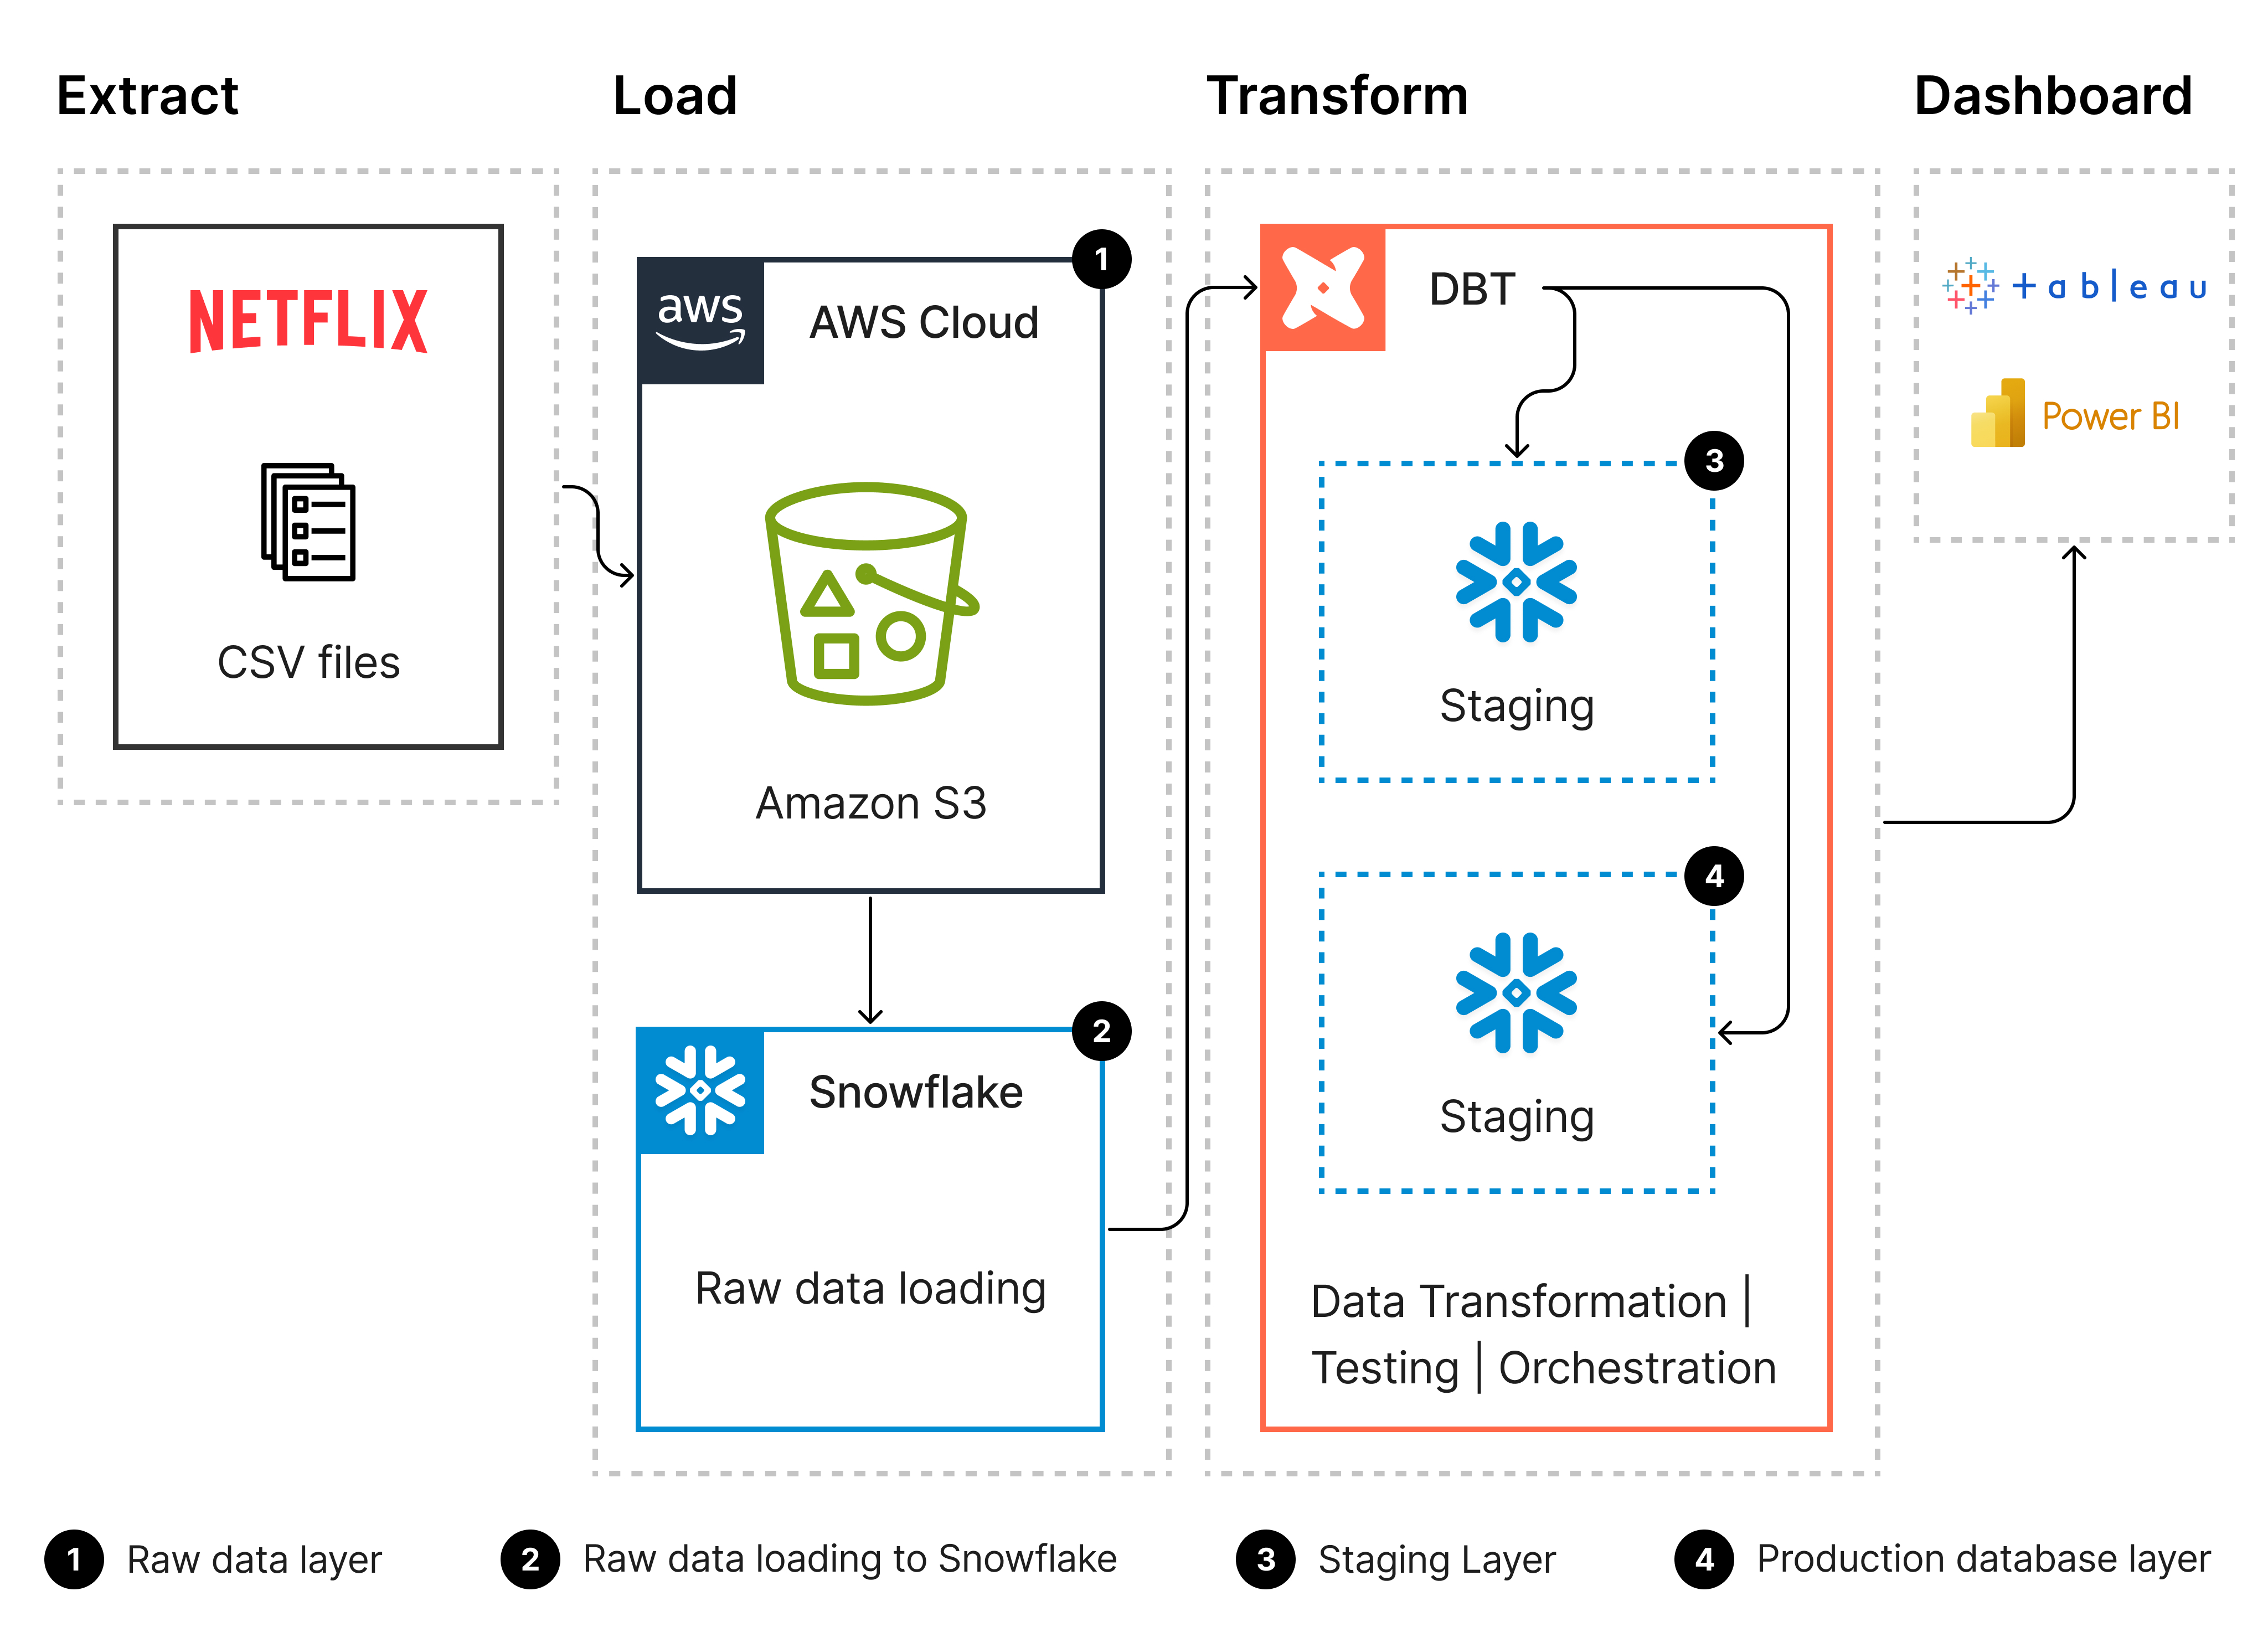 Extract
Load
Transform
Dashboard
NETFLIX
CSV files
1
aws
AWS Cloud
Amazon S3
2
Snowflake
Raw data loading
DBT
3
Staging
4
Staging
Data Transformation |
Testing | Orchestration
+ableau
Power BI
1 Raw data layer
2 Raw data loading to Snowflake
3 Staging Layer
4 Production database layer